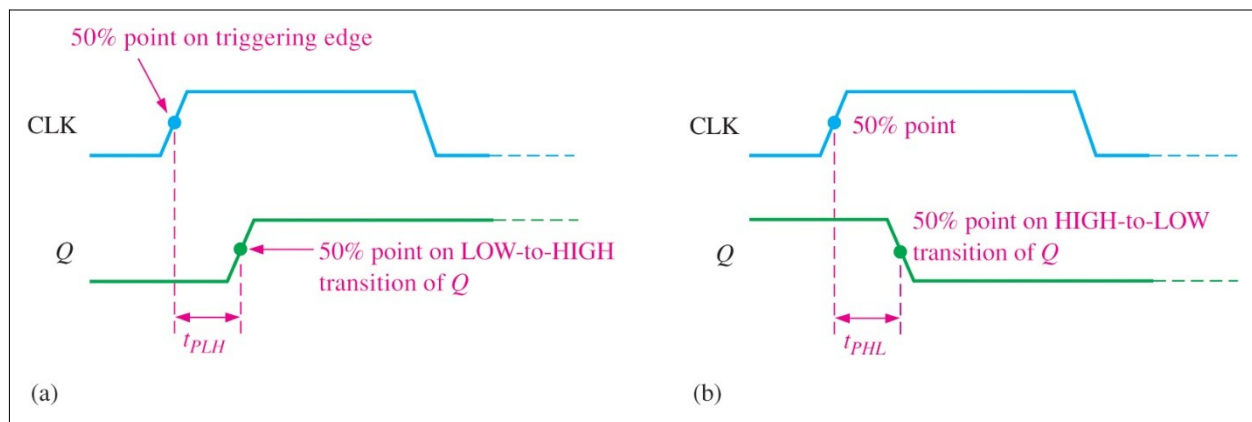 50% point on triggering edge
CLK
Q
50% point on LOW-to-HIGH
transition of Q
tPLH
(a)
CLK
50% point
Q
50% point on HIGH-to-LOW
transition of Q
tPHL
(b)